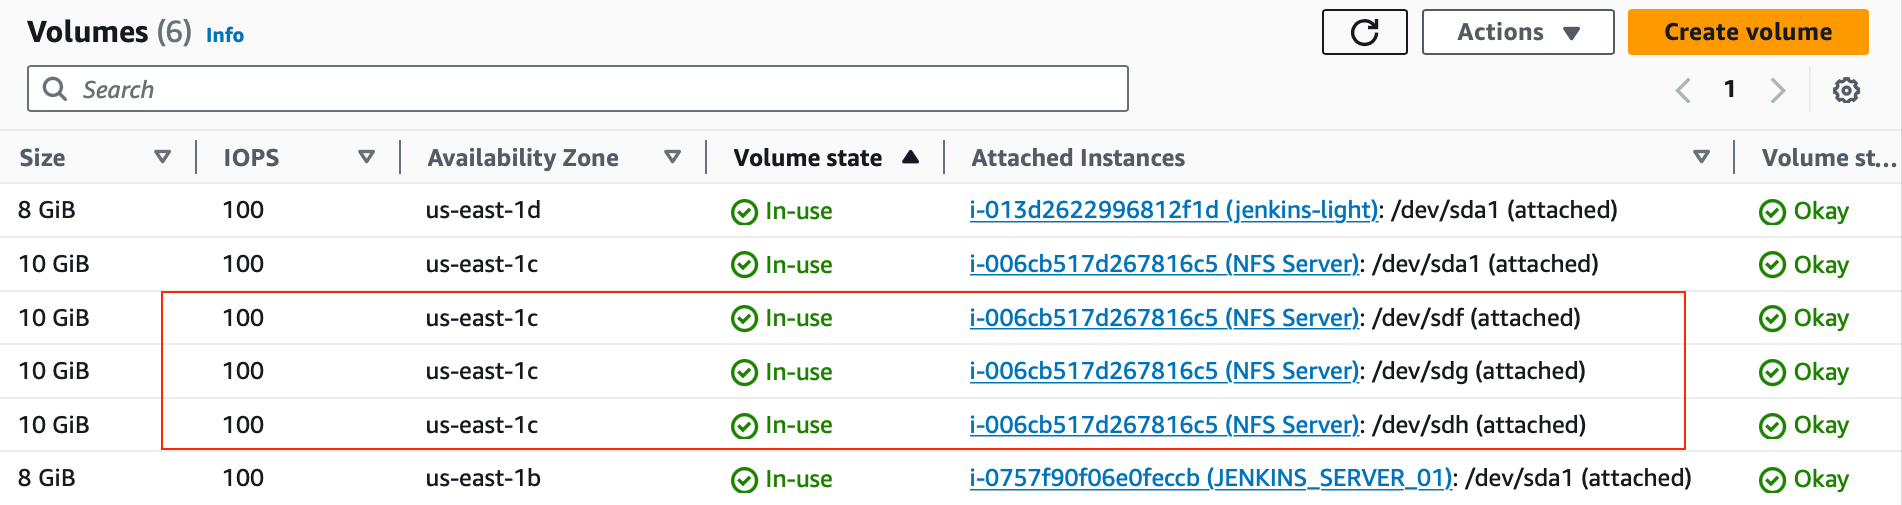 Volumes (6) Info
Actions
Create volume
Search
1
Size IOPS Availability Zone Volume state Attached Instances Volume st...
8 GiB 100 us-east-1d In-use i-013d2622996812f1d (jenkins-light): /dev/sda1 (attached) Okay
10 GiB 100 us-east-1c In-use i-006cb517d267816c5 (NFS Server): /dev/sda1 (attached) Okay
10 GiB 100 us-east-1c In-use i-006cb517d267816c5 (NFS Server): /dev/sdf (attached) Okay
10 GiB 100 us-east-1c In-use i-006cb517d267816c5 (NFS Server): /dev/sdg (attached) Okay
10 GiB 100 us-east-1c In-use i-006cb517d267816c5 (NFS Server): /dev/sdh (attached) Okay
8 GiB 100 us-east-1b In-use i-0757f90f06e0feccb (JENKINS_SERVER_01): /dev/sda1 (attached) Okay